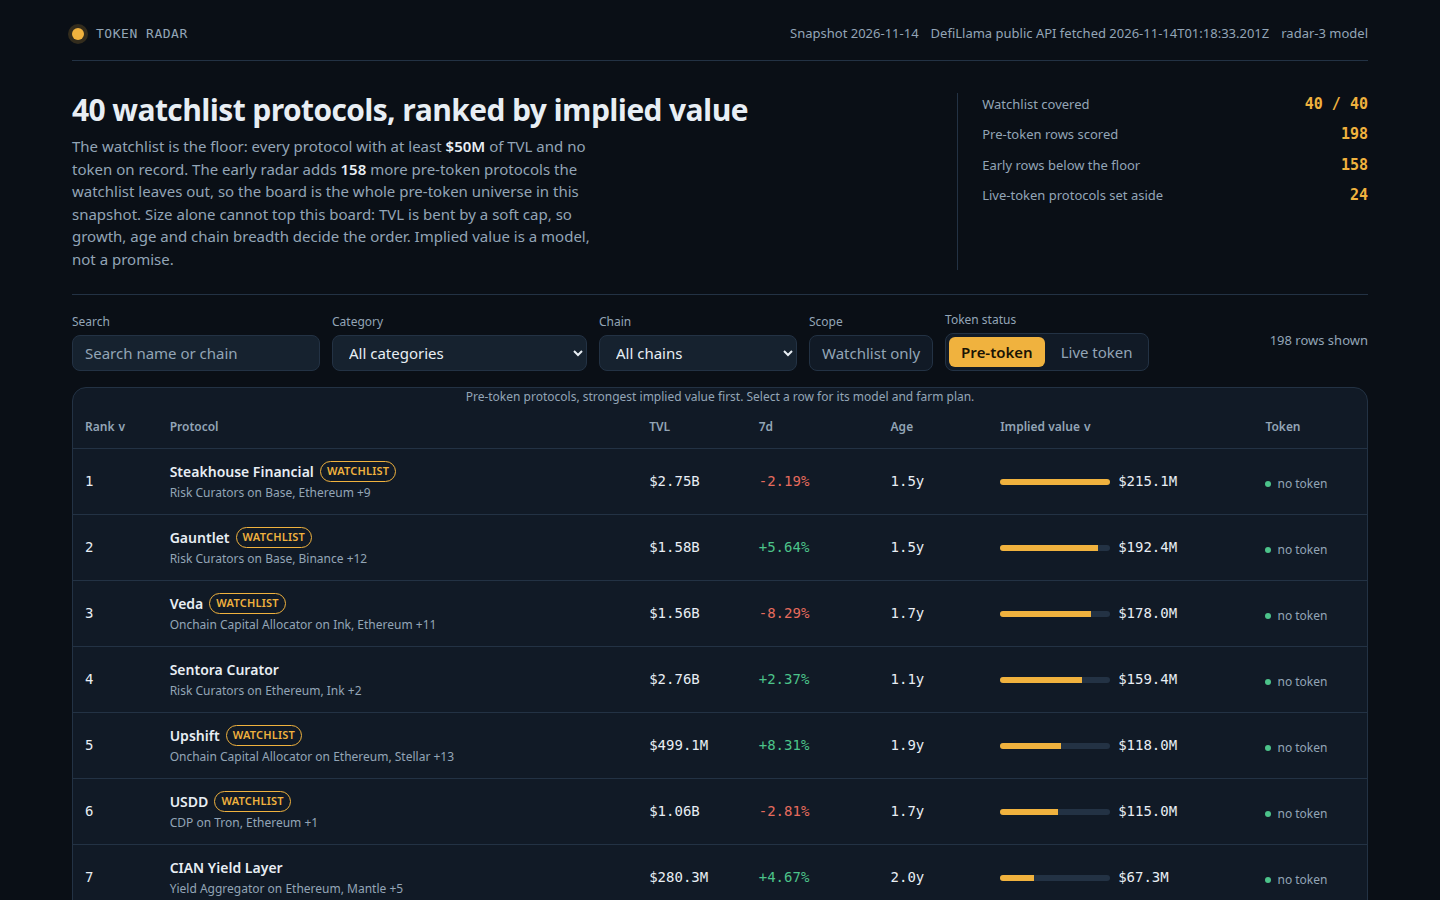 TOKEN RADAR
Snapshot 2026-11-14 DefiLlama public API fetched 2026-11-14T01:18:33.201Z radar-3 model
40 watchlist protocols, ranked by implied value
The watchlist is the floor: every protocol with at least $50M of TVL and no
token on record. The early radar adds 158 more pre-token protocols the
watchlist leaves out, so the board is the whole pre-token universe in this
snapshot. Size alone cannot top this board: TVL is bent by a soft cap, so
growth, age and chain breadth decide the order. Implied value is a model,
not a promise.
Watchlist covered 40 / 40
Pre-token rows scored 198
Early rows below the floor 158
Live-token protocols set aside 24
Search Category Chain Scope Token status
Search name or chain All categories All chains Watchlist only Pre-token Live token 198 rows shown
Pre-token protocols, strongest implied value first. Select a row for its model and farm plan.
Rank v Protocol TVL 7d Age Implied value v Token
1 Steakhouse Financial WATCHLIST $2.75B -2.19% 1.5y $215.1M no token
Risk Curators on Base, Ethereum +9
2 Gauntlet WATCHLIST $1.58B +5.64% 1.5y $192.4M no token
Risk Curators on Base, Binance +12
3 Veda WATCHLIST $1.56B -8.29% 1.7y $178.0M no token
Onchain Capital Allocator on Ink, Ethereum +11
4 Sentora Curator $2.76B +2.37% 1.1y $159.4M no token
Risk Curators on Ethereum, Ink +2
5 Upshift WATCHLIST $499.1M +8.31% 1.9y $118.0M no token
Onchain Capital Allocator on Ethereum, Stellar +13
6 USDD WATCHLIST $1.06B -2.81% 1.7y $115.0M no token
CDP on Tron, Ethereum +1
7 CIAN Yield Layer $280.3M +4.67% 2.0y $67.3M no token
Yield Aggregator on Ethereum, Mantle +5